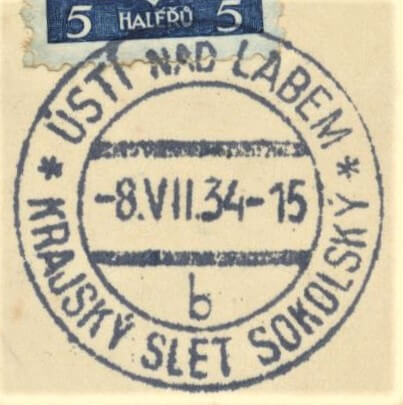 5 HALÉŘŮ 5
ÚSTÍ NAD LABEM
-8.VII.34-15
b
* KRAJSKÝ SLET SOKOLSKÝ *